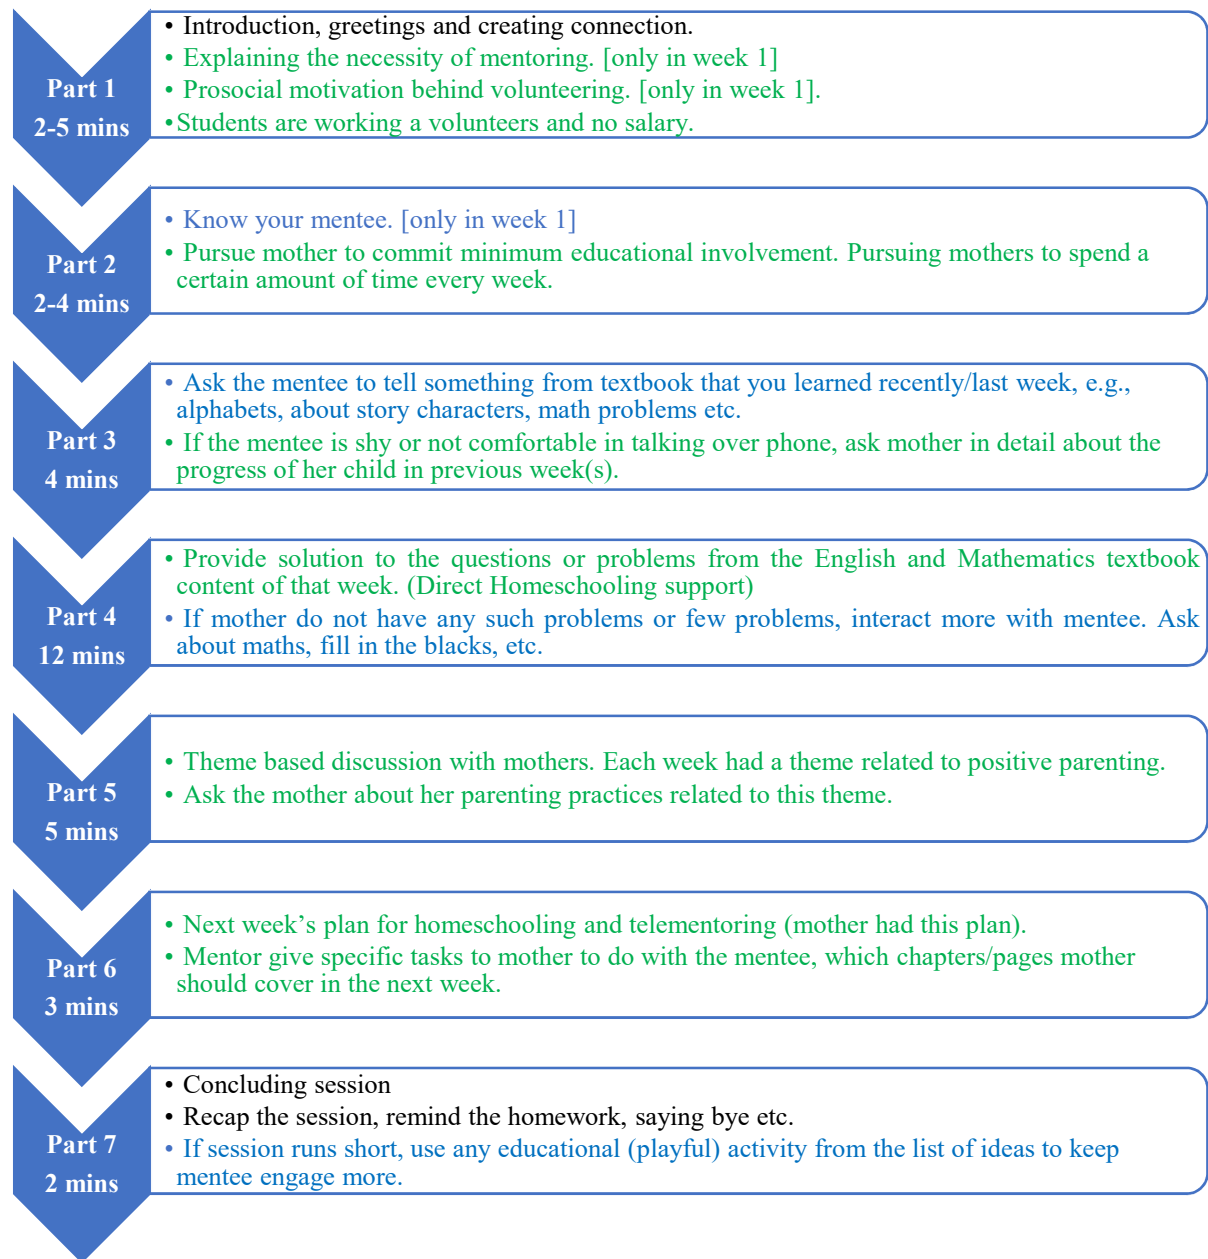 Part 1
2-5 mins
• Introduction, greetings and creating connection.
• Explaining the necessity of mentoring. [only in week 1]
• Prosocial motivation behind volunteering. [only in week 1].
•Students are working a volunteers and no salary.
Part 2
2-4 mins
• Know your mentee. [only in week 1]
• Pursue mother to commit minimum educational involvement. Pursuing mothers to spend a
certain amount of time every week.
Part 3
4 mins
• Ask the mentee to tell something from textbook that you learned recently/last week, e.g.,
alphabets, about story characters, math problems etc.
• If the mentee is shy or not comfortable in talking over phone, ask mother in detail about the
progress of her child in previous week(s).
Part 4
12 mins
• Provide solution to the questions or problems from the English and Mathematics textbook
content of that week. (Direct Homeschooling support)
• If mother do not have any such problems or few problems, interact more with mentee. Ask
about maths, fill in the blacks, etc.
Part 5
5 mins
• Theme based discussion with mothers. Each week had a theme related to positive parenting.
• Ask the mother about her parenting practices related to this theme.
Part 6
3 mins
• Next week’s plan for homeschooling and telementoring (mother had this plan).
• Mentor give specific tasks to mother to do with the mentee, which chapters/pages mother
should cover in the next week.
Part 7
2 mins
• Concluding session
• Recap the session, remind the homework, saying bye etc.
• If session runs short, use any educational (playful) activity from the list of ideas to keep
mentee engage more.